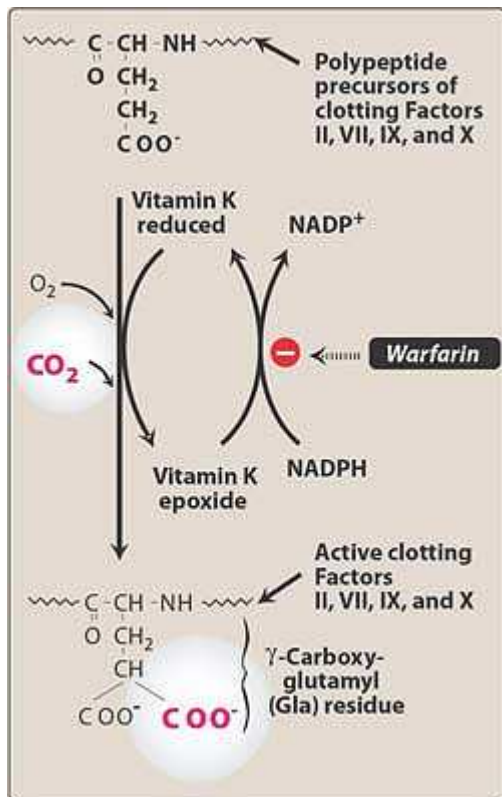 C - CH - NH
O CH2
CH2
COO-
Polypeptide
precursors of
clotting Factors
II, VII, IX, and X
Vitamin K
reduced
NADP+
O2
CO2
Warfarin
Vitamin K
epoxide
NADPH
Active clotting
Factors
II, VII, IX, and X
C - CH - NH
O CH2
CH
COO-
COO-
γ-Carboxy-
glutamyl
(Gla) residue